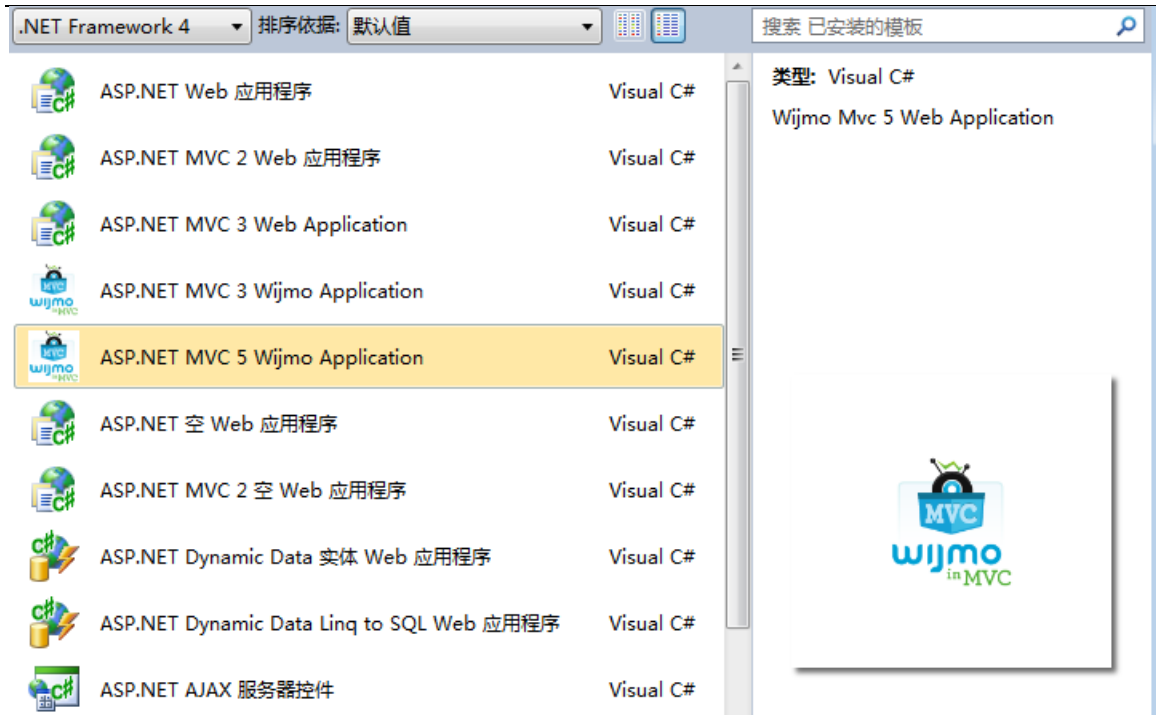 .NET Framework 4 排序依据: 默认值 搜索 已安装的模板
ASP.NET Web 应用程序 Visual C#
ASP.NET MVC 2 Web 应用程序 Visual C#
ASP.NET MVC 3 Web Application Visual C#
ASP.NET MVC 3 Wijmo Application Visual C#
ASP.NET MVC 5 Wijmo Application Visual C#
ASP.NET 空 Web 应用程序 Visual C#
ASP.NET MVC 2 空 Web 应用程序 Visual C#
ASP.NET Dynamic Data 实体 Web 应用程序 Visual C#
ASP.NET Dynamic Data Linq to SQL Web 应用程序 Visual C#
ASP.NET AJAX 服务器控件 Visual C#
类型: Visual C#
Wijmo Mvc 5 Web Application
MVC
wijmo
in MVC